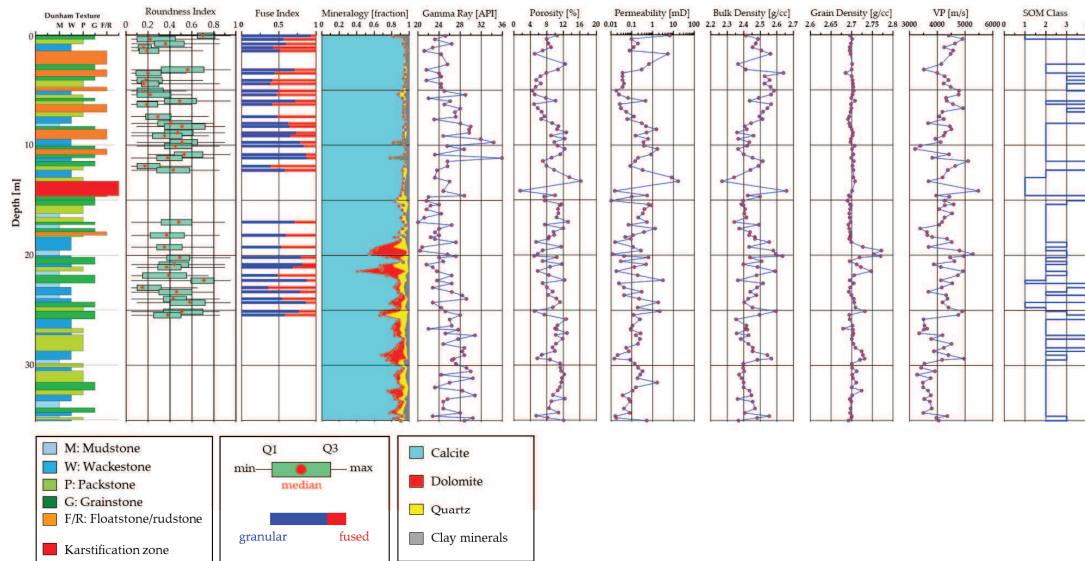 Dunham Texture
M W P G F/R
Roundness Index
0 0.2 0.4 0.6 0.8 1
Fuse Index
0 0.5 1.0
Mineralogy [fraction]
0 0.2 0.4 0.6 0.8 1
Gamma Ray [API]
12 20 24 28 32 36
Porosity [%]
0 4 8 12 16 20
Permeability [mD]
0.01 0.1 1 10 100
Bulk Density [g/cc]
2.2 2.3 2.4 2.5 2.6 2.7
Grain Density [g/cc]
2.6 2.65 2.7 2.75 2.8
VP [m/s]
3000 4000 5000 6000
SOM Class
1 2 3
Depth [m]
0
10
20
30
M: Mudstone
W: Wackestone
P: Packstone
G: Grainstone
F/R: Floatstone/rudstone
Karstification zone
Q1 Q3
min max
median
granular fused
Calcite
Dolomite
Quartz
Clay minerals